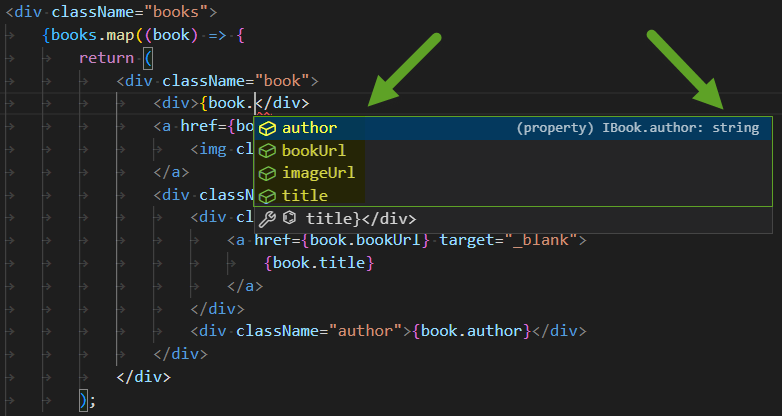 <div className="books">
{books.map((book) => {
return (
<div className="book">
<div>{book.</div>
<a href={bo
author (property) IBook.author: string
bookUrl
<img cl
imageUrl
</a>
title
<div classN
title}</div>
<div cl
<a href={book.bookUrl} target="_blank">
{book.title}
</a>
</div>
<div className="author">{book.author}</div>
</div>
</div>
);